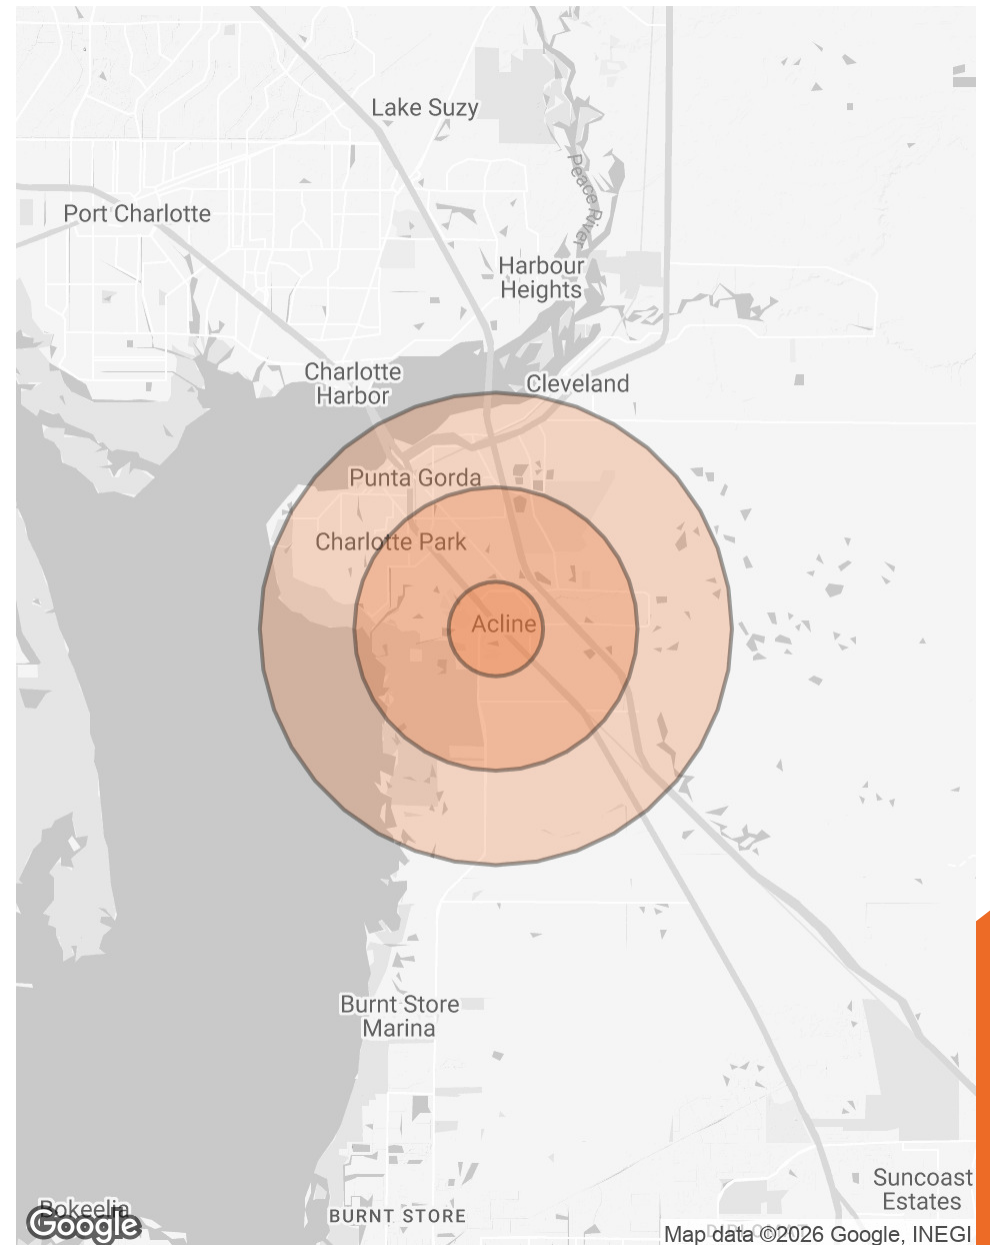 Lake Suzy
Peace River
Port Charlotte
Harbour
Heights
Charlotte
Harbor
Cleveland
Punta Gorda
Charlotte Park
Acline
Burnt Store
Marina
Suncoast
Estates
Bokeelia
BURNT STORE
Google
Map data ©2026 Google, INEGI